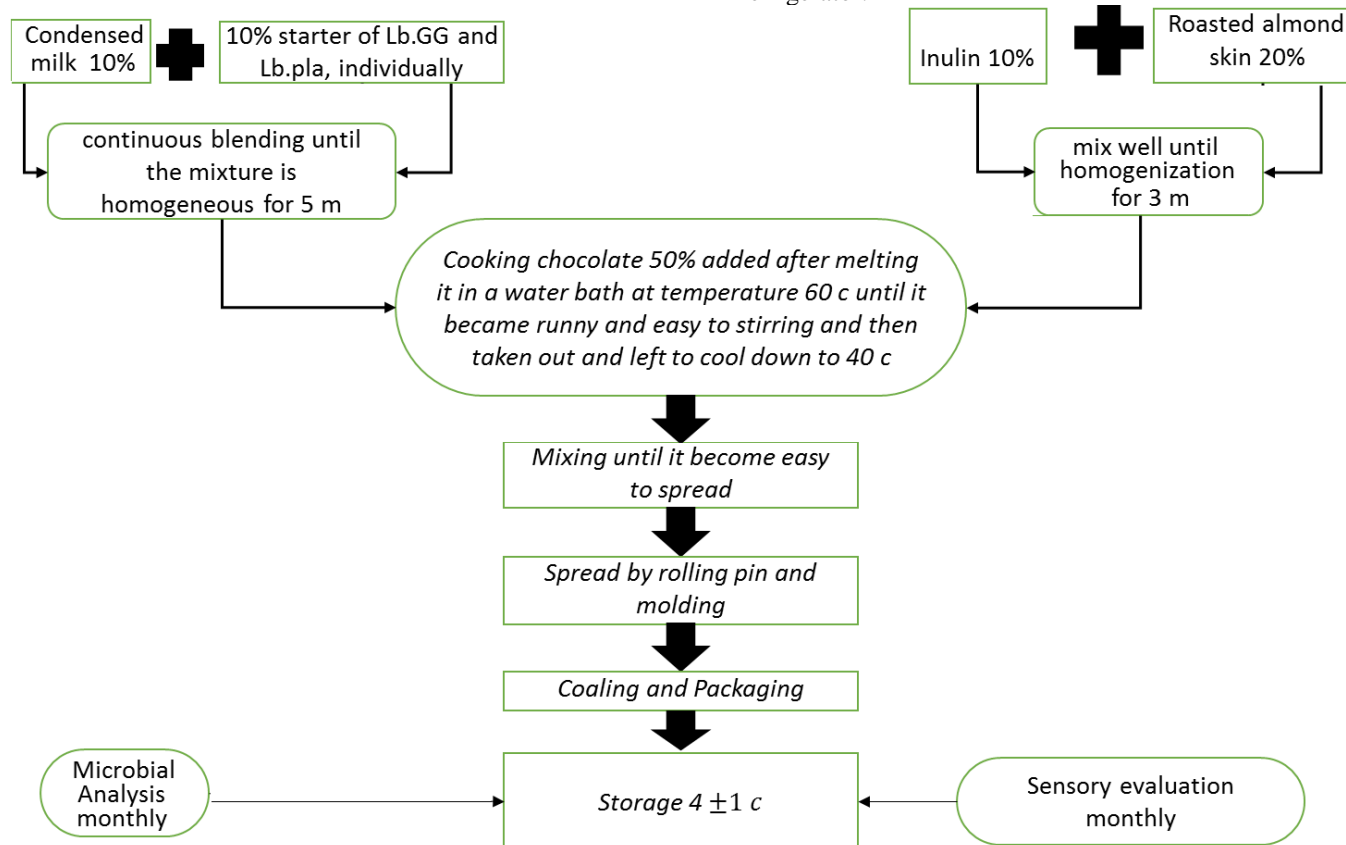 Condensed
milk 10%
10% starter of Lb.GG and
Lb.pla, individually
Inulin 10%
Roasted almond
skin 20%
continuous blending until
the mixture is
homogeneous for 5 m
mix well until
homogenization
for 3 m
Cooking chocolate 50% added after melting
it in a water bath at temperature 60 c until it
became runny and easy to stirring and then
taken out and left to cool down to 40 c
Mixing until it become easy
to spread
Spread by rolling pin and
molding
Coaling and Packaging
Microbial
Analysis
monthly
Storage 4 ±1 c
Sensory evaluation
monthly